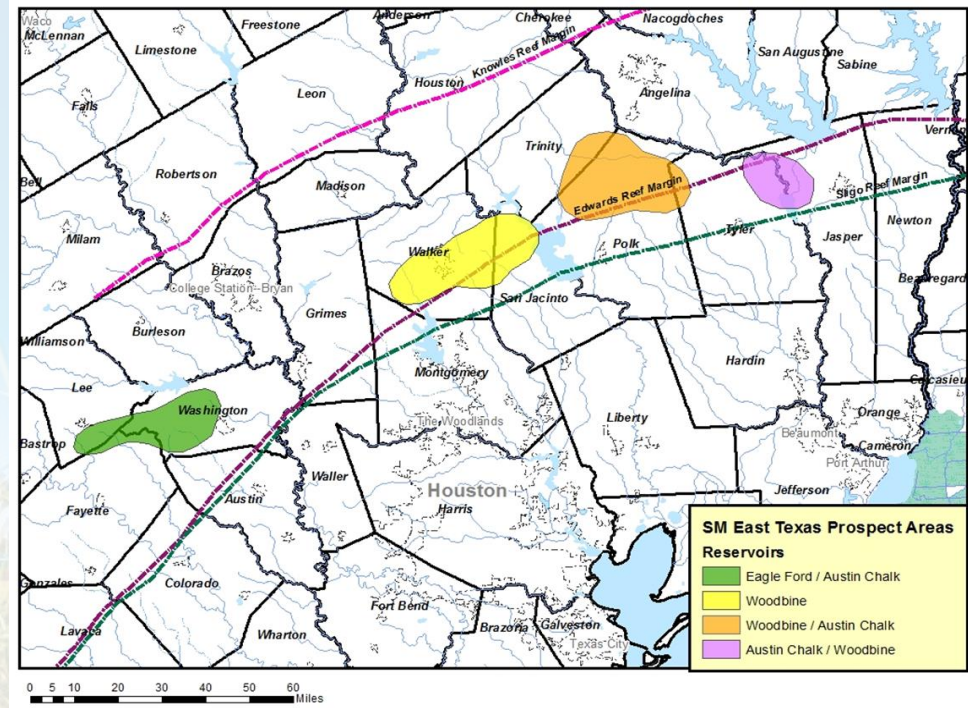 Waco
McLennan
Freestone
Anderson
Cherokee
Nacogdoches
Limestone
San Augustine
Sabine
Falls
Leon
Houston
Knowles Reef Margin
Angelina
Trinity
Vernon
Bell
Robertson
Madison
Edwards Reef Margin
Sligo Reef Margin
Milam
Walker
Polk
Tyler
Jasper
Newton
Brazos
College Station--Bryan
Beauregard
Grimes
San Jacinto
Williamson
Burleson
Montgomery
Hardin
Lee
Calcasieu
Washington
The Woodlands
Liberty
Orange
Bastrop
Beaumont
Cameron
Port Arthur
Waller
Austin
Houston
Harris
Jefferson
Fayette
Gonzales
Colorado
Fort Bend
Lavaca
Wharton
Brazoria
Galveston
Texas City
SM East Texas Prospect Areas
Reservoirs
Eagle Ford / Austin Chalk
Woodbine
Woodbine / Austin Chalk
Austin Chalk / Woodbine
0 5 10 20 30 40 50 60
Miles